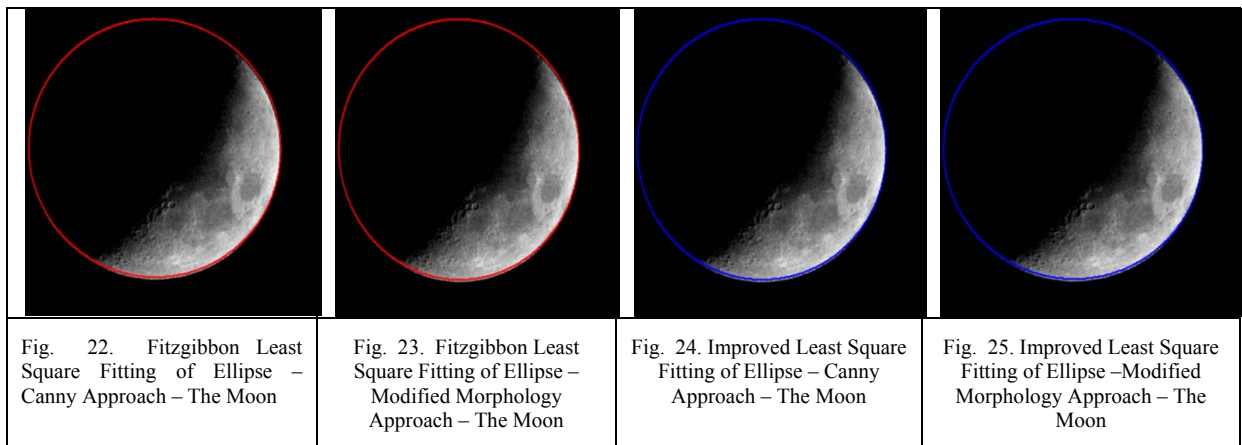 Fig. 22. Fitzgibbon Least
Square Fitting of Ellipse –
Canny Approach – The Moon
Fig. 23. Fitzgibbon Least
Square Fitting of Ellipse –
Modified Morphology
Approach – The Moon
Fig. 24. Improved Least Square
Fitting of Ellipse – Canny
Approach – The Moon
Fig. 25. Improved Least Square
Fitting of Ellipse –Modified
Morphology Approach – The
Moon